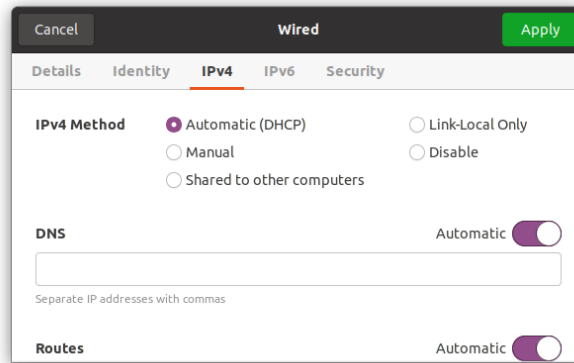 Cancel Wired Apply
Details Identity IPv4 IPv6 Security
IPv4 Method Automatic (DHCP) Link-Local Only
Manual Disable
Shared to other computers
DNS Automatic
Separate IP addresses with commas
Routes Automatic